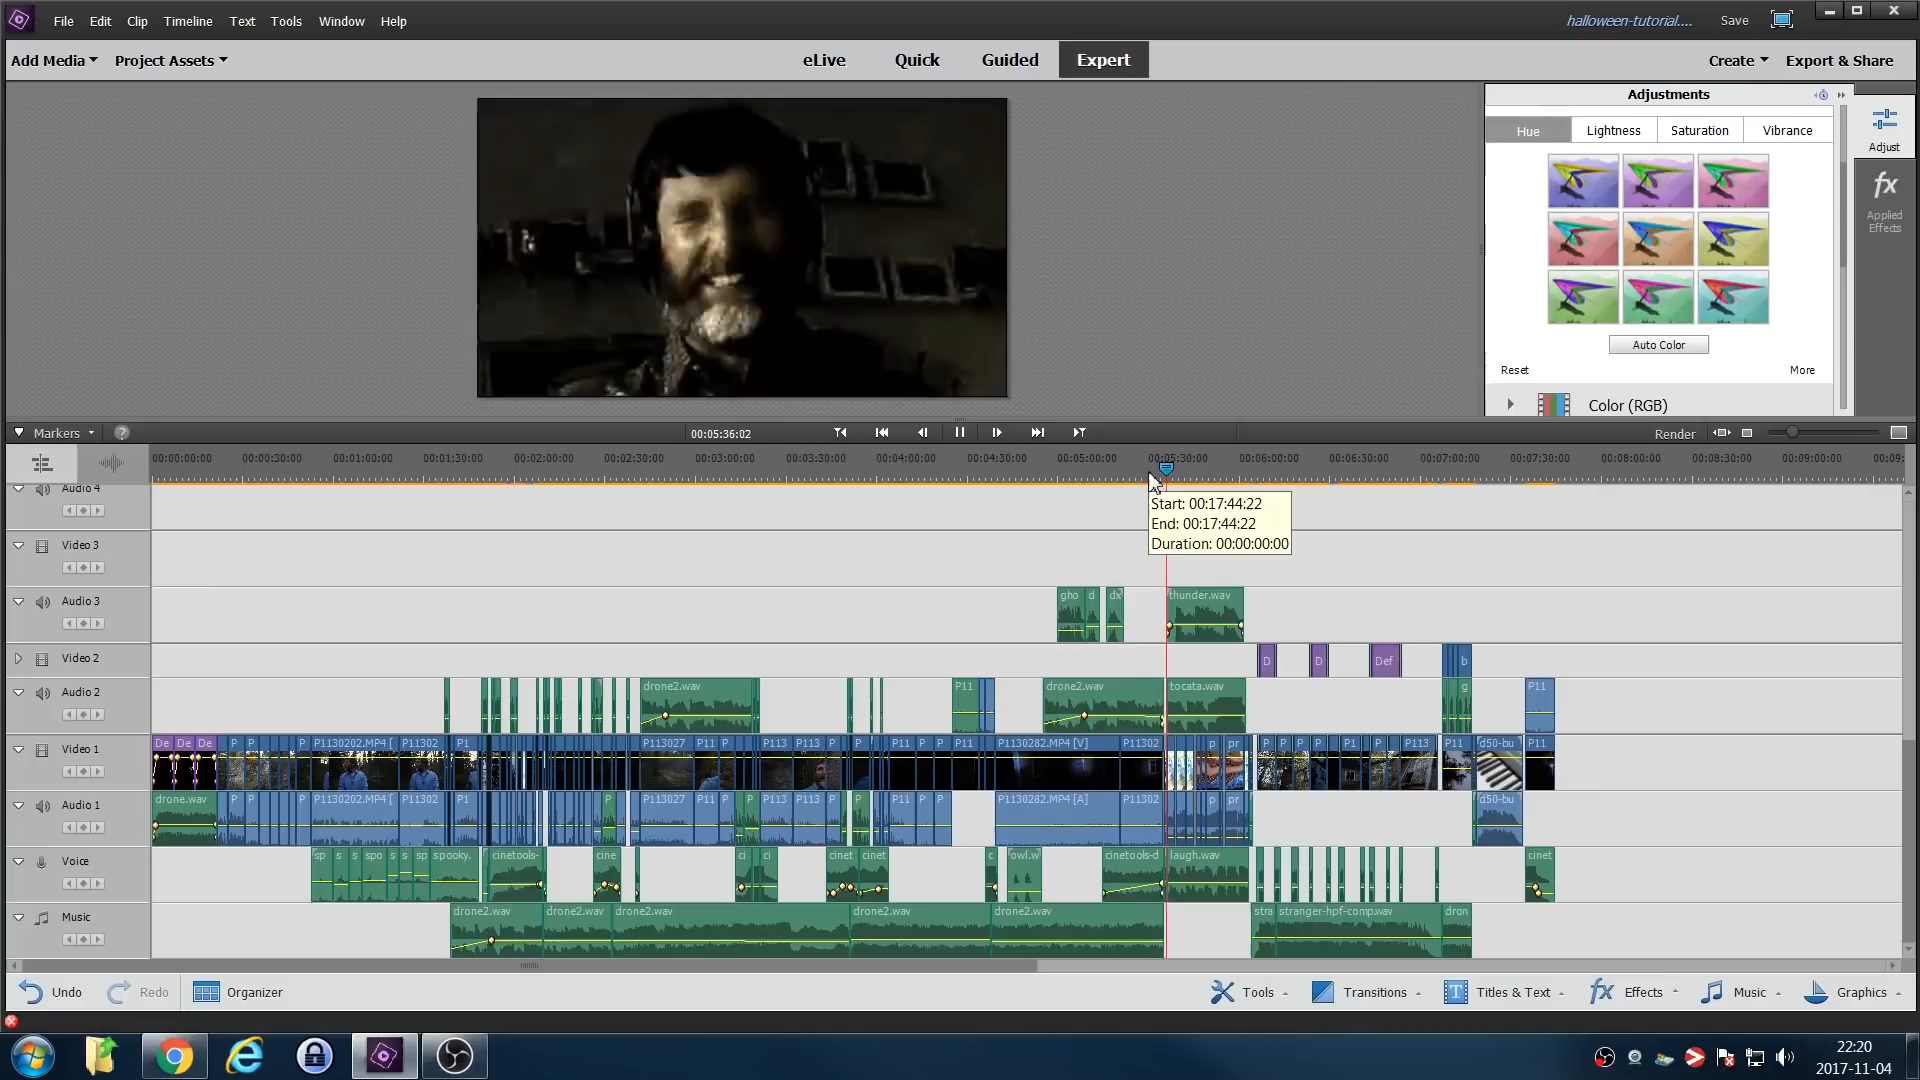 File Edit Clip Timeline Text Tools Window Help
halloween-tutorial.... Save
Add Media Project Assets
eLive Quick Guided Expert
Create Export & Share
Adjustments
Hue Lightness Saturation Vibrance
Adjust
fx
Applied Effects
Auto Color
Reset More
Color (RGB)
Markers ? 00:05:36:02 Render
00:00:00:00 00:00:30:00 00:01:00:00 00:01:30:00 00:02:00:00 00:02:30:00 00:03:00:00 00:03:30:00 00:04:00:00 00:04:30:00 00:05:00:00 00:05:30:00 00:06:00:00 00:06:30:00 00:07:00:00 00:07:30:00 00:08:00:00 00:08:30:00 00:09:00:00 00:09:
Start: 00:17:44:22
End: 00:17:44:22
Duration: 00:00:00:00
Audio 4
Video 3
Audio 3 gho d dx thunder.wav
Video 2 D D Def b
Audio 2 drone2.wav P11 drone2.wav tocata.wav g P11
Video 1 De De De P P P P1130202.MP4 [ P11302 P1 P P113027 P11 P P113 P113 P P P11 P P11 P1130282.MP4 [V] P11302 p pr P P P P P1 P P113 P11 d50-bu P11
Audio 1 drone.wav P P P P1130202.MP4 [ P11302 P1 P P113027 P11 P P P113 P113 P P P11 P P P1130282.MP4 [A] P11302 p pr d50-bu
Voice sp s s spo s s sp spooky. cinetools- cine ci ci cinet cinet c owl.w cinetools-d laugh.wav cinet
Music drone2.wav drone2.wav drone2.wav drone2.wav drone2.wav stra stranger-hpf-comp.wav dron
Undo Redo Organizer Tools Transitions Titles & Text fx Effects Music Graphics
22:20
2017-11-04